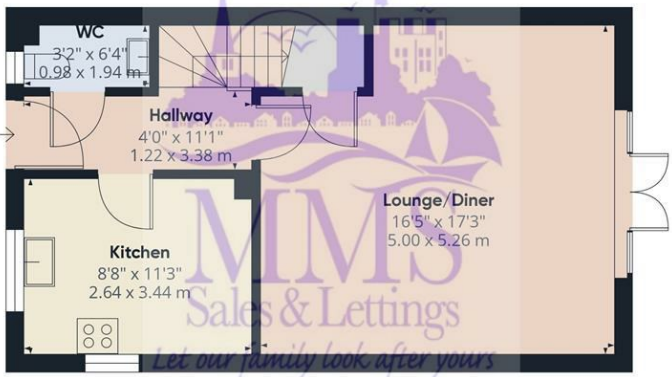 WC
3'2" x 6'4"
0.98 x 1.94 m
Hallway
4'0" x 11'1"
1.22 x 3.38 m
Lounge/Diner
16'5" x 17'3"
5.00 x 5.26 m
Kitchen
8'8" x 11'3"
2.64 x 3.44 m
MMS
Sales & Lettings
Let our family look after yours